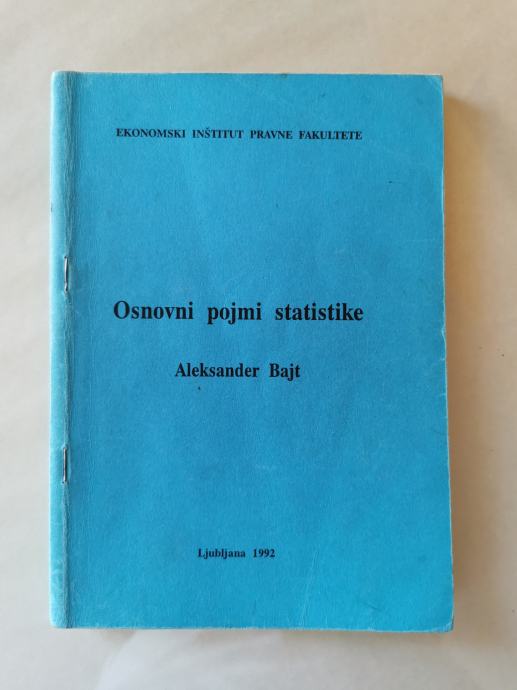 EKONOMSKI INŠTITUT PRAVNE FAKULTETE
Osnovni pojmi statistike
Aleksander Bajt
Ljubljana 1992